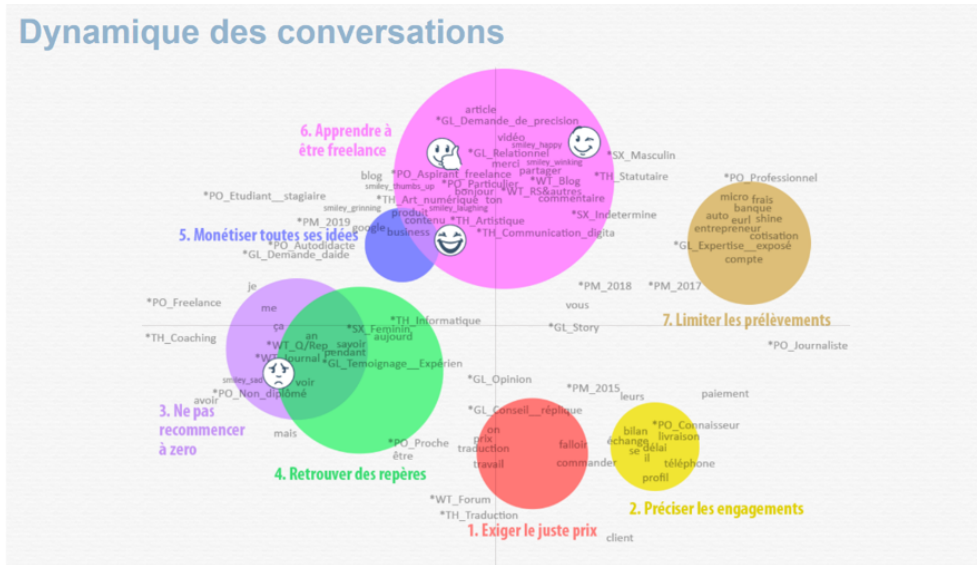 Dynamique des conversations
article
*GL_Demande_de_precision
6. Apprendre à
être freelance
vidéo
smiley_happy
*GL_Relationnel
*SX_Masculin
merci
smiley_winking
partager
blog
*PO_Aspirant_freelance
*TH_Statutaire
*PO_Professionnel
smiley_thumbs_up
*PO_Particulier
*WT_Blog
bonjour
*WT_RS&autres
*PO_Etudiant__stagiaire
*TH_Art_numérique
ton
commentaire
micro
frais
banque
smiley_grinning
smiley_laughing
produit
*SX_Indetermine
auto
eurl
shine
*PM_2019
contenu
*TH_Artistique
google
business
*TH_Communication_digita
entrepreneur
cotisation
5. Monétiser toutes ses idées
*PO_Autodidacte
*GL_Demande_daide
*GL_Expertise__exposé
compte
je
*PM_2018
*PM_2017
*PO_Freelance
me
vous
ça
*TH_Informatique
*GL_Story
7. Limiter les prélèvements
*TH_Coaching
an
*SX_Feminin
aujourd
*WT_Q/Rep
savoir
*PO_Journaliste
*WT_Journal
pendant
*GL_Temoignage__Expérien
smiley_sad
voir
*GL_Opinion
*PO_Non_diplômé
avoir
*PM_2015
leurs
paiement
3. Ne pas
recommencer
à zero
*GL_Conseil__réplique
mais
on
bilan
*PO_Connaisseur
prix
échange
livraison
*PO_Proche
traduction
falloir
se
délai
être
il
travail
commander
téléphone
4. Retrouver des repères
profil
*WT_Forum
2. Préciser les engagements
*TH_Traduction
1. Exiger le juste prix
client